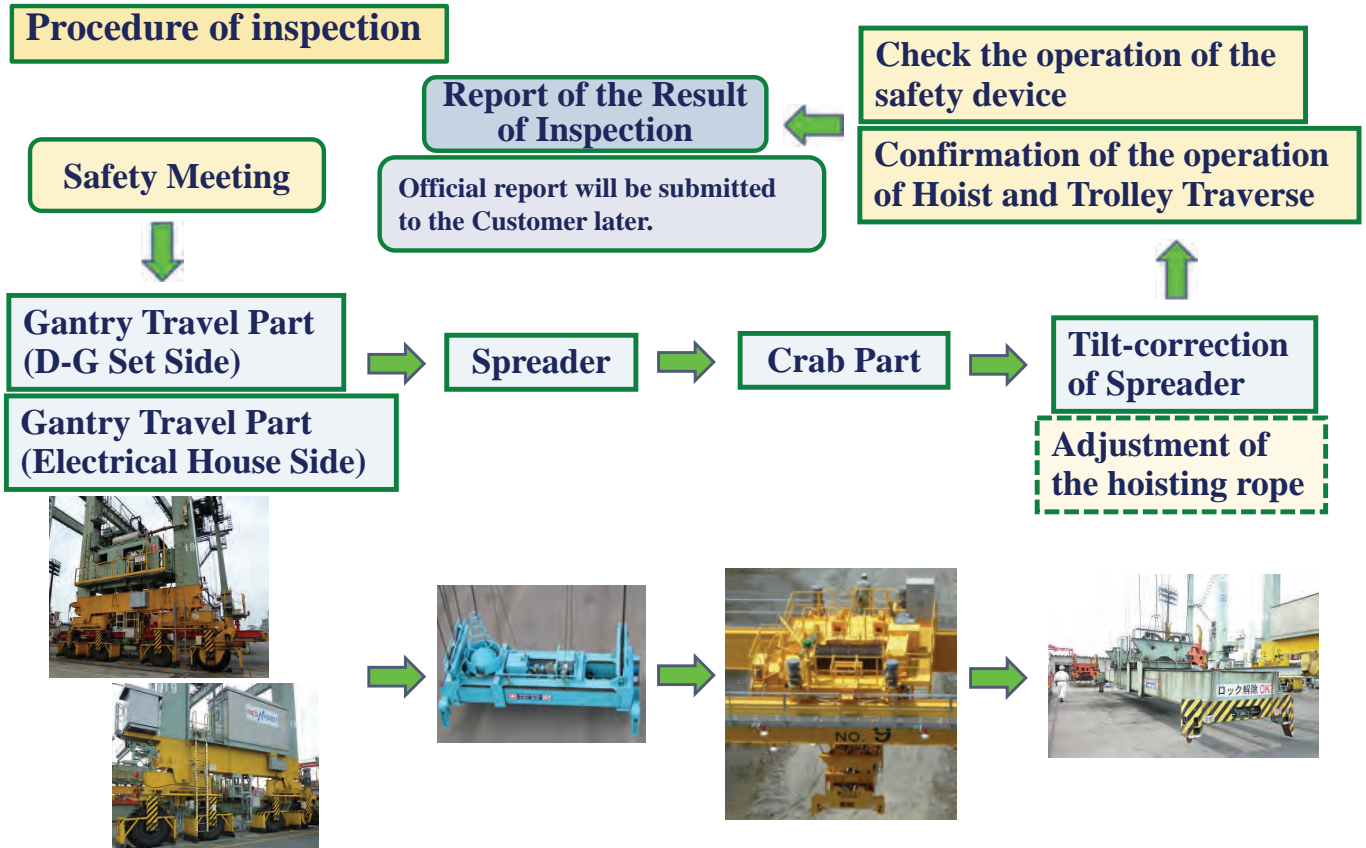 Procedure of inspection
Safety Meeting
Gantry Travel Part
(D-G Set Side)
Gantry Travel Part
(Electrical House Side)
Spreader
Crab Part
Tilt-correction
of Spreader
Adjustment of
the hoisting rope
Check the operation of the
safety device
Confirmation of the operation
of Hoist and Trolley Traverse
Report of the Result
of Inspection
Official report will be submitted
to the Customer later.
NO. 9
ロック解除 OK?